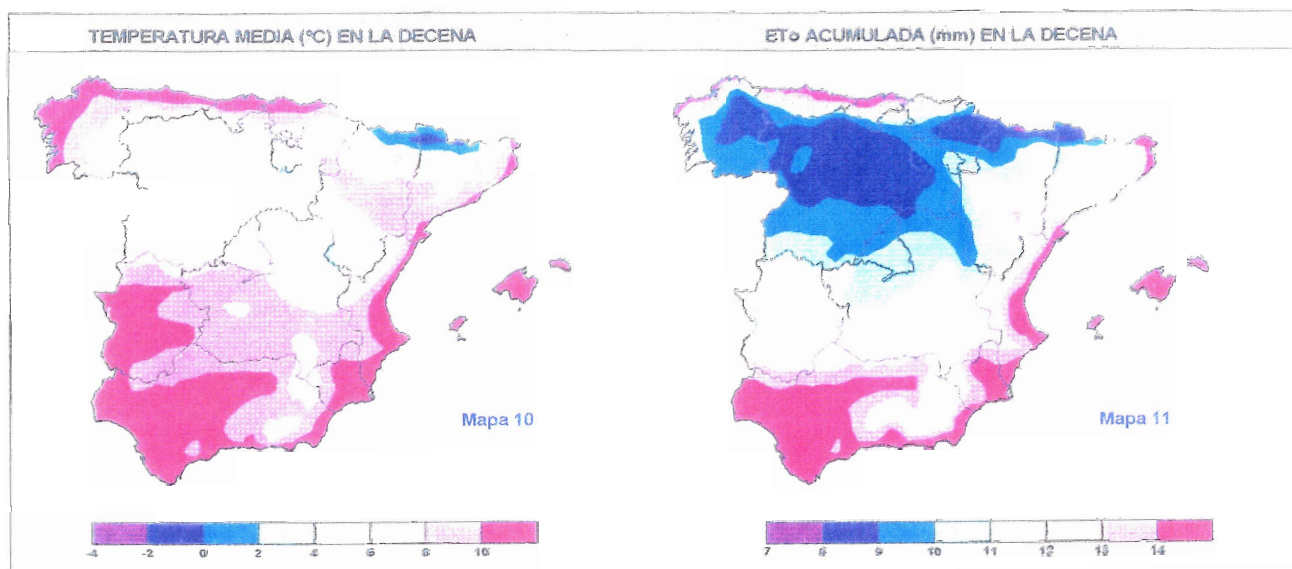 TEMPERATURA MEDIA (ºC) EN LA DECENA
ETo ACUMULADA (mm) EN LA DECENA
Mapa 10
Mapa 11
-4 -2 0 2 4 6 8 10
7 8 9 10 11 12 13 14